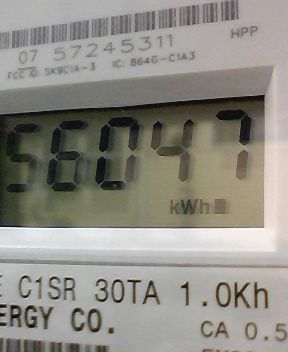 HPP
07 57245311
FCC ID: SK9C1A-3 IC: 864G-C1A3
56047
kWh
C1SR 30TA 1.0Kh
ERGY CO.
CA 0.5